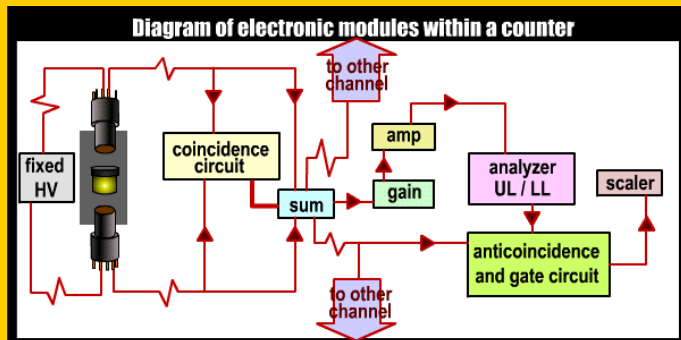 Diagram of electronic modules within a counter
to other
channel
fixed
HV
coincidence
circuit
sum
gain
amp
analyzer
UL / LL
scaler
anticoincidence
and gate circuit
to other
channel